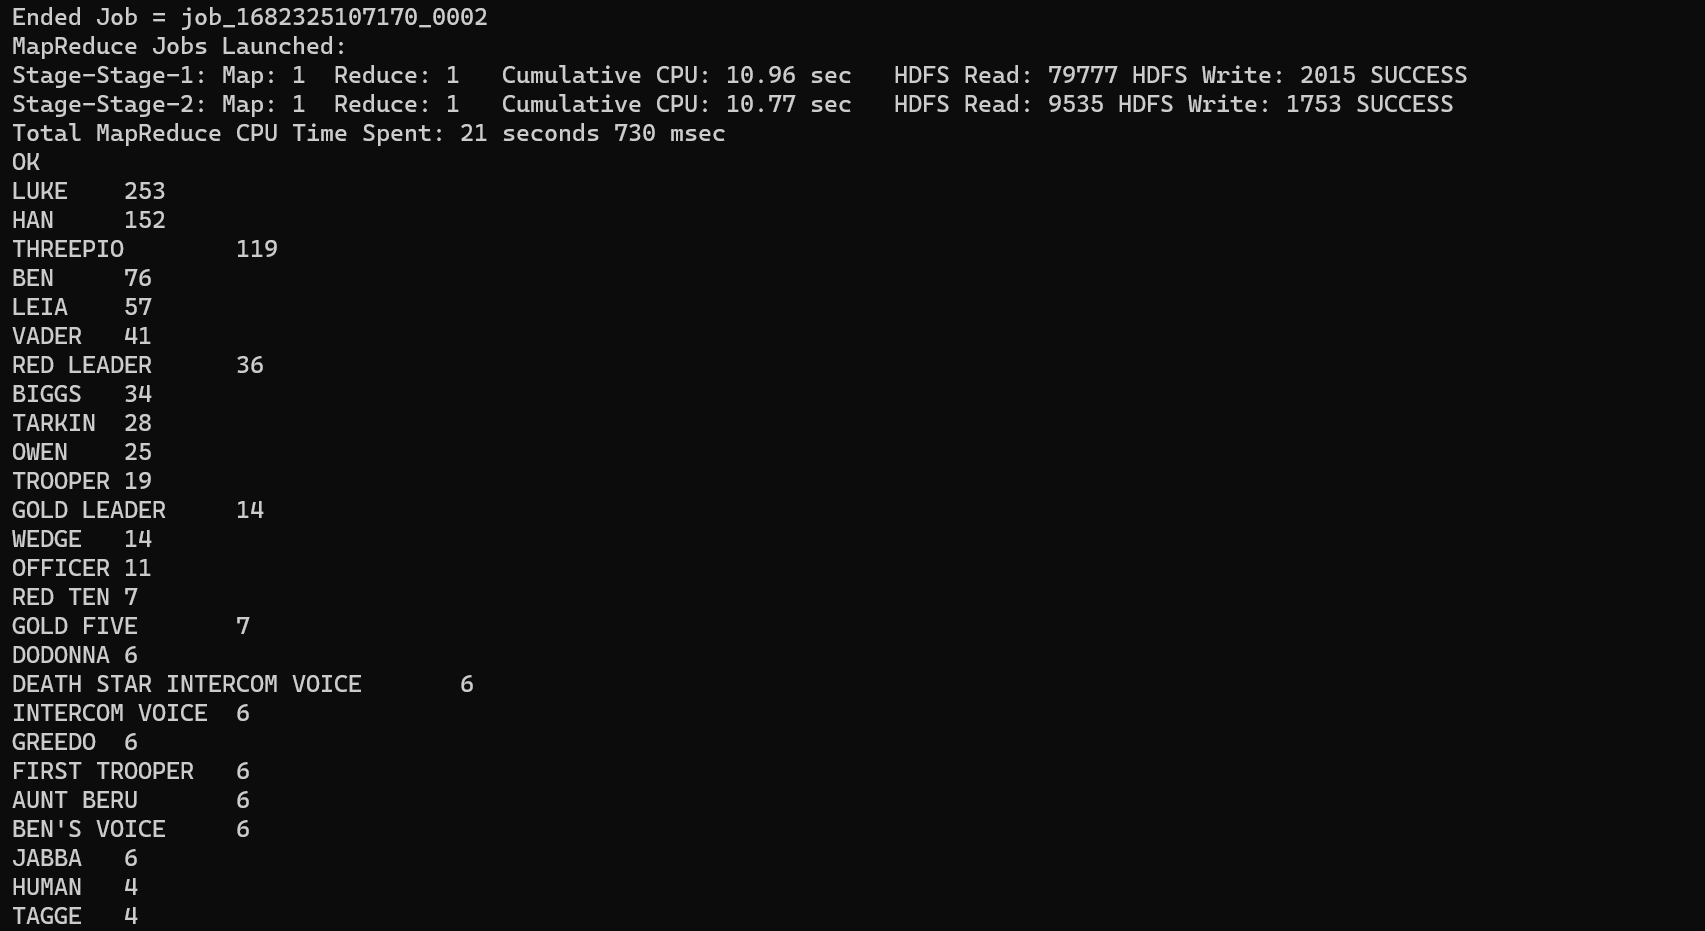 Ended Job = job_1682325107170_0002
MapReduce Jobs Launched:
Stage-Stage-1: Map: 1  Reduce: 1   Cumulative CPU: 10.96 sec   HDFS Read: 79777 HDFS Write: 2015 SUCCESS
Stage-Stage-2: Map: 1  Reduce: 1   Cumulative CPU: 10.77 sec   HDFS Read: 9535 HDFS Write: 1753 SUCCESS
Total MapReduce CPU Time Spent: 21 seconds 730 msec
OK
LUKE    253
HAN     152
THREEPIO        119
BEN     76
LEIA    57
VADER   41
RED LEADER      36
BIGGS   34
TARKIN  28
OWEN    25
TROOPER 19
GOLD LEADER     14
WEDGE   14
OFFICER 11
RED TEN 7
GOLD FIVE       7
DODONNA 6
DEATH STAR INTERCOM VOICE       6
INTERCOM VOICE  6
GREEDO  6
FIRST TROOPER   6
AUNT BERU       6
BEN'S VOICE     6
JABBA   6
HUMAN   4
TAGGE   4